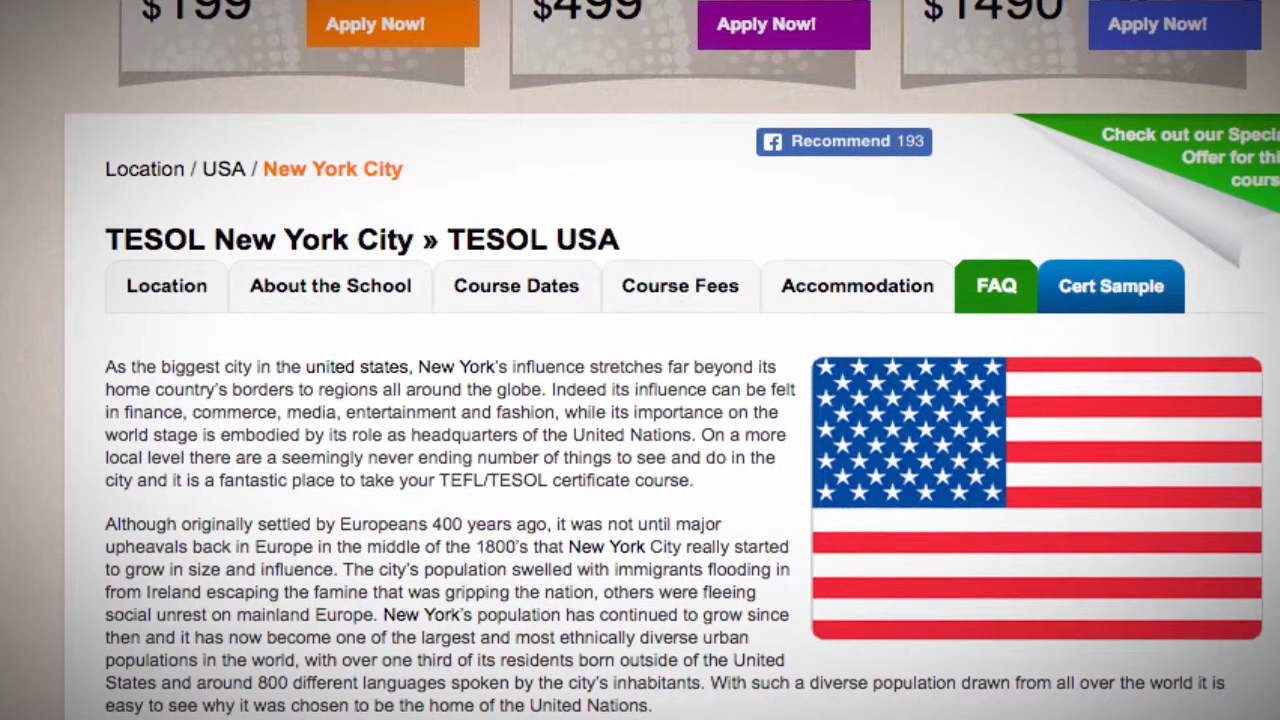 $199
Apply Now!
$499
Apply Now!
$1490
Apply Now!
Recommend 193
Check out our Specia
Offer for thi
cours
Location / USA / New York City
TESOL New York City » TESOL USA
Location
About the School
Course Dates
Course Fees
Accommodation
FAQ
Cert Sample
As the biggest city in the united states, New York's influence stretches far beyond its
home country's borders to regions all around the globe. Indeed its influence can be felt
in finance, commerce, media, entertainment and fashion, while its importance on the
world stage is embodied by its role as headquarters of the United Nations. On a more
local level there are a seemingly never ending number of things to see and do in the
city and it is a fantastic place to take your TEFL/TESOL certificate course.
Although originally settled by Europeans 400 years ago, it was not until major
upheavals back in Europe in the middle of the 1800's that New York City really started
to grow in size and influence. The city's population swelled with immigrants flooding in
from Ireland escaping the famine that was gripping the nation, others were fleeing
social unrest on mainland Europe. New York's population has continued to grow since
then and it has now become one of the largest and most ethnically diverse urban
populations in the world, with over one third of its residents born outside of the United
States and around 800 different languages spoken by the city's inhabitants. With such a diverse population drawn from all over the world it is
easy to see why it was chosen to be the home of the United Nations.